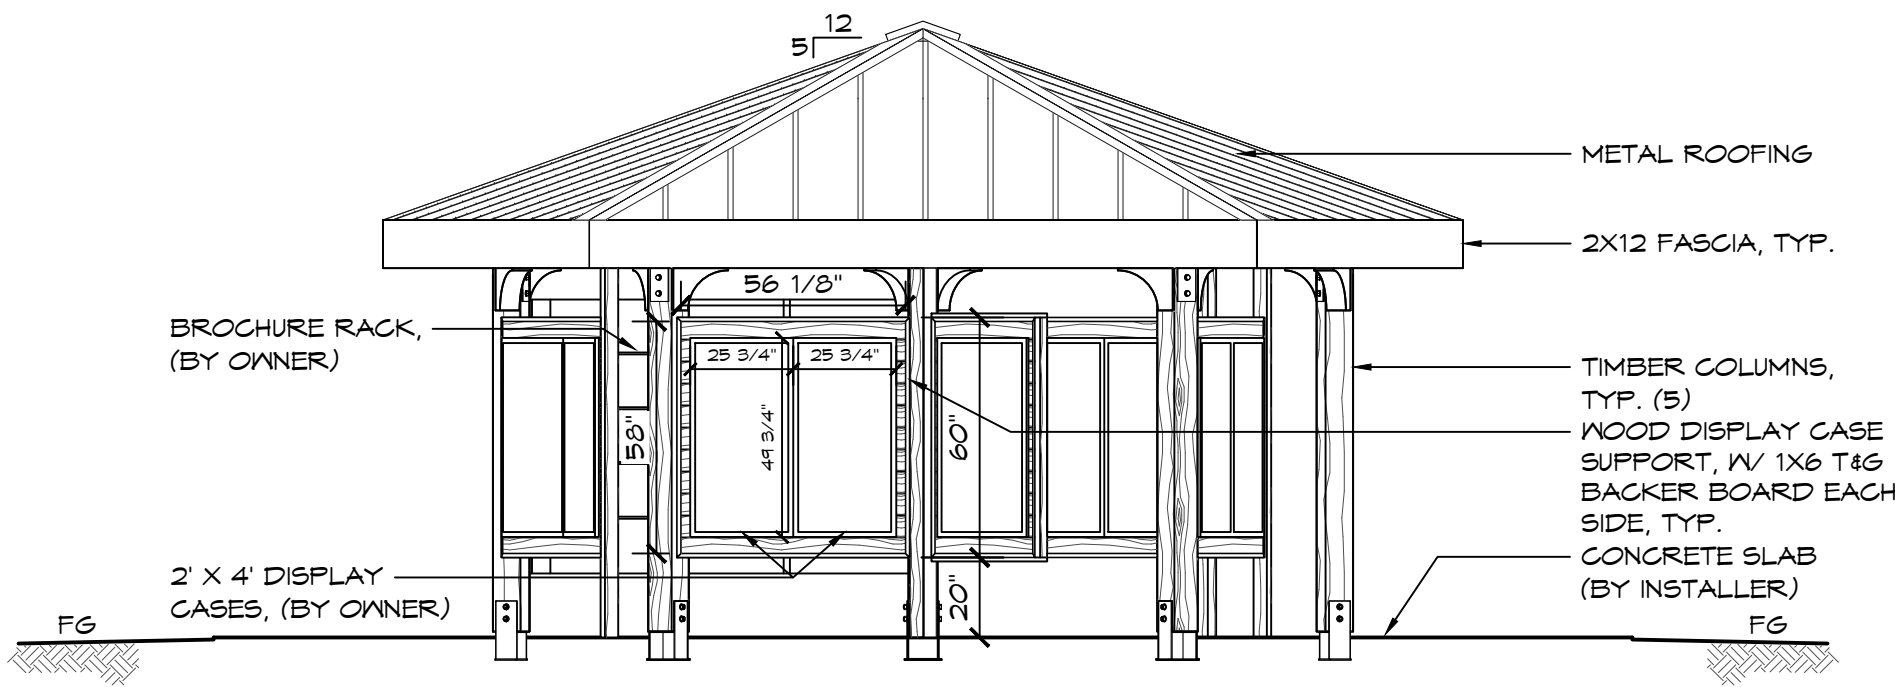 12
5
METAL ROOFING
2X12 FASCIA, TYP.
56 1/8"
BROCHURE RACK,
(BY OWNER)
25 3/4"
25 3/4"
TIMBER COLUMNS,
TYP. (5)
49 3/4"
58"
60"
WOOD DISPLAY CASE
SUPPORT, W/ 1X6 T&G
BACKER BOARD EACH
SIDE, TYP.
2' X 4' DISPLAY
CASES, (BY OWNER)
20"
CONCRETE SLAB
(BY INSTALLER)
FG
FG